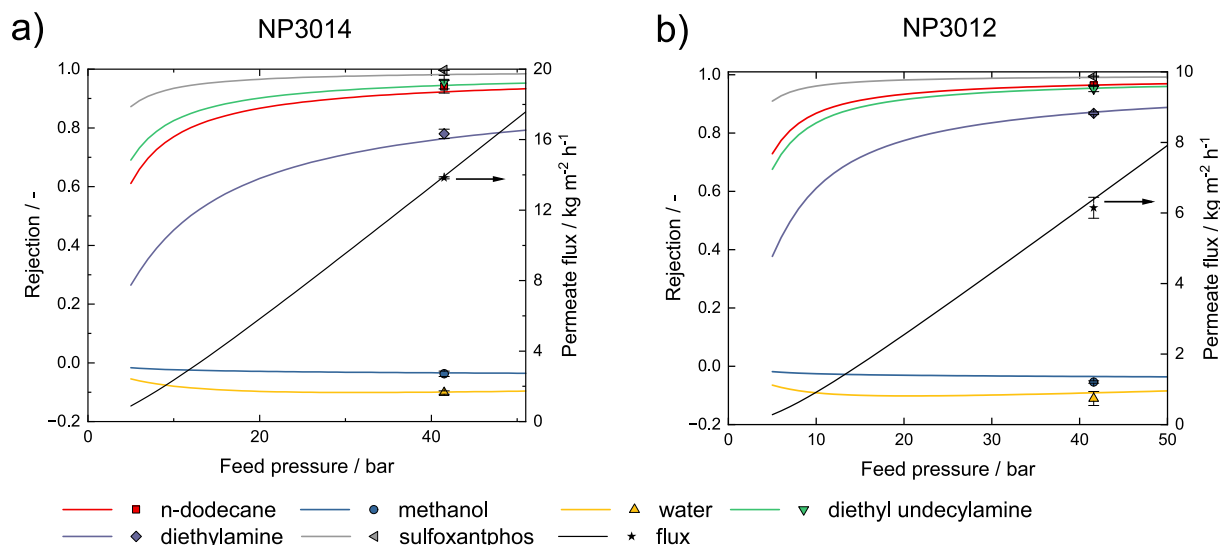 a)
NP3014
b)
NP3012
Rejection / -
1.0
0.8
0.6
0.4
0.2
0.0
−0.2
0
20
40
Feed pressure / bar
20
16
12
8
4
0
Permeate flux / kg m⁻² h⁻¹
Rejection / -
1.0
0.8
0.6
0.4
0.2
0.0
−0.2
0
10
20
30
40
50
Feed pressure / bar
10
8
6
4
2
0
Permeate flux / kg m⁻² h⁻¹
n-dodecane methanol water diethyl undecylamine
diethylamine sulfoxantphos flux